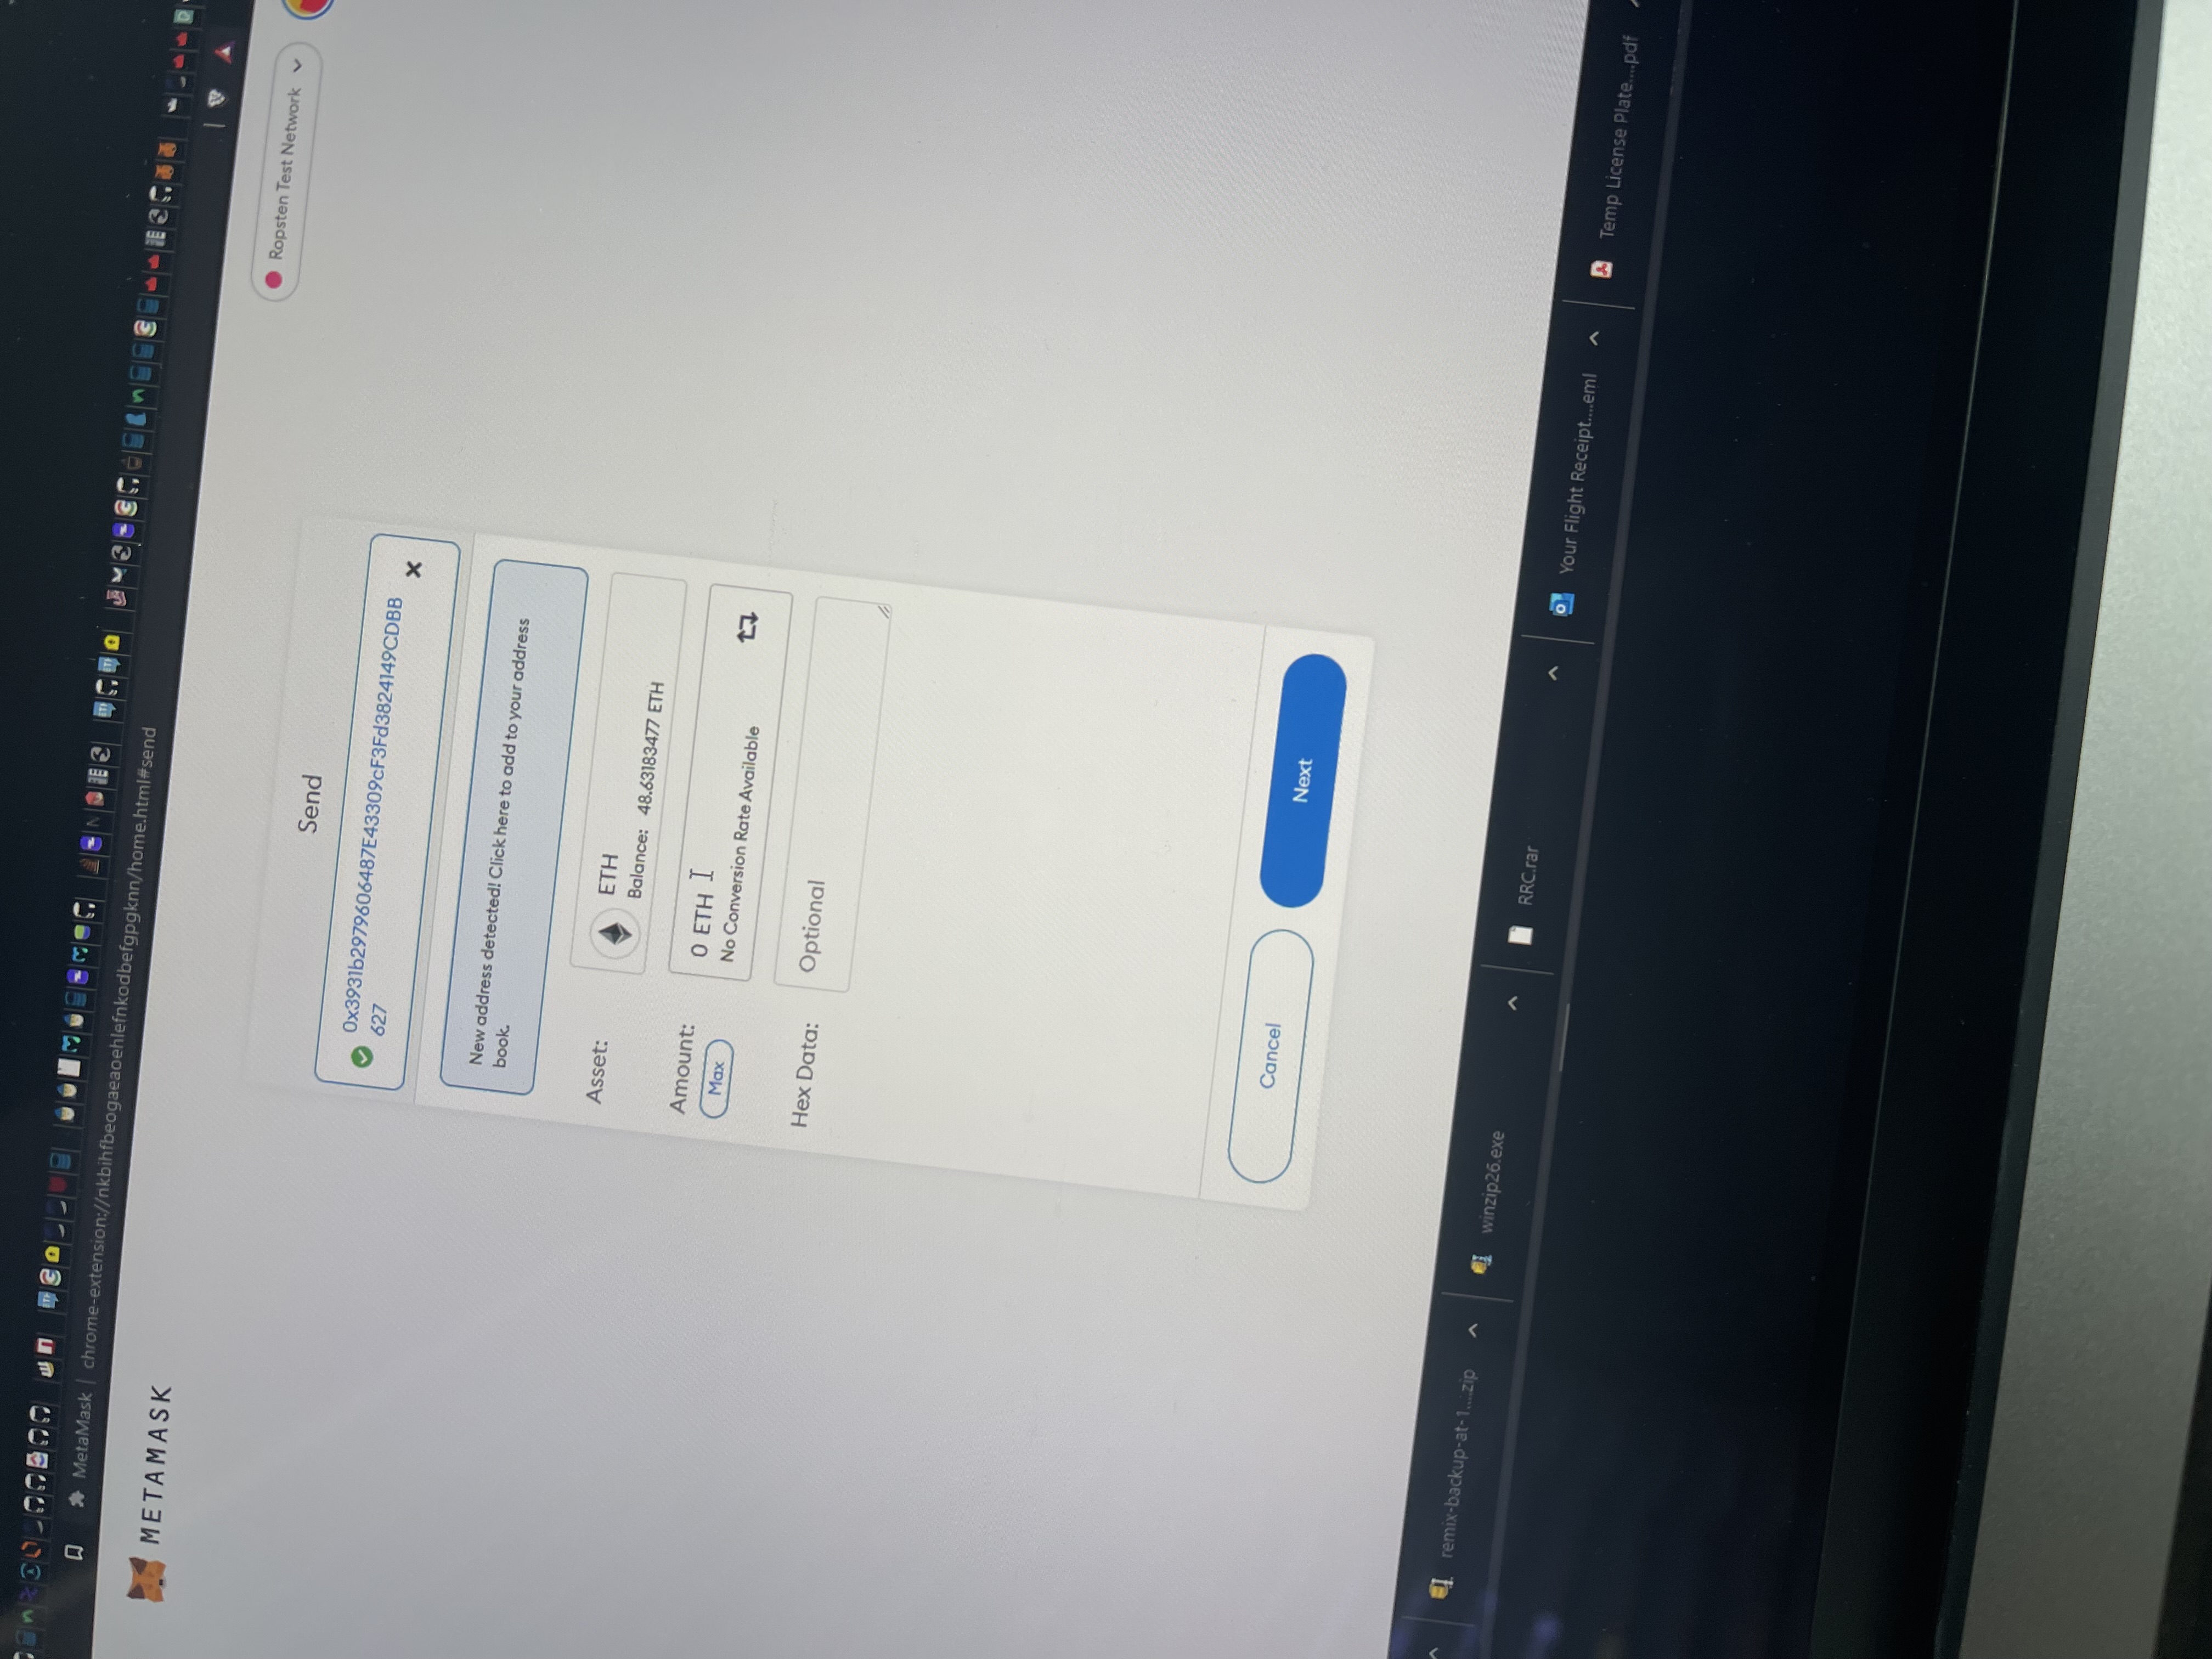 MetaMask | chrome-extension://nkbihfbeogaeaoehlefnkodbefgpgknn/home.html#send
METAMASK
Ropsten Test Network
Send
0x3931b2979606487E43309cF3Fd3824149CDBB
627
New address detected! Click here to add to your address
book.
Asset:
ETH
Balance: 48.63183477 ETH
Amount:
Max
0 ETH
No Conversion Rate Available
Hex Data:
Optional
Cancel
Next
remix-backup-at-1....zip
winzip26.exe
RRC.rar
Your Flight Receipt....eml
Temp License Plate....pdf